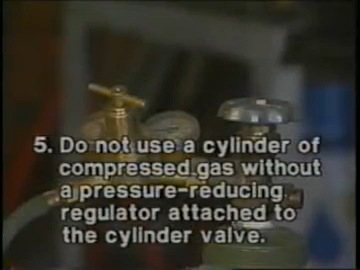 5. Do not use a cylinder of
compressed gas without
a pressure-reducing
regulator attached to
the cylinder valve.